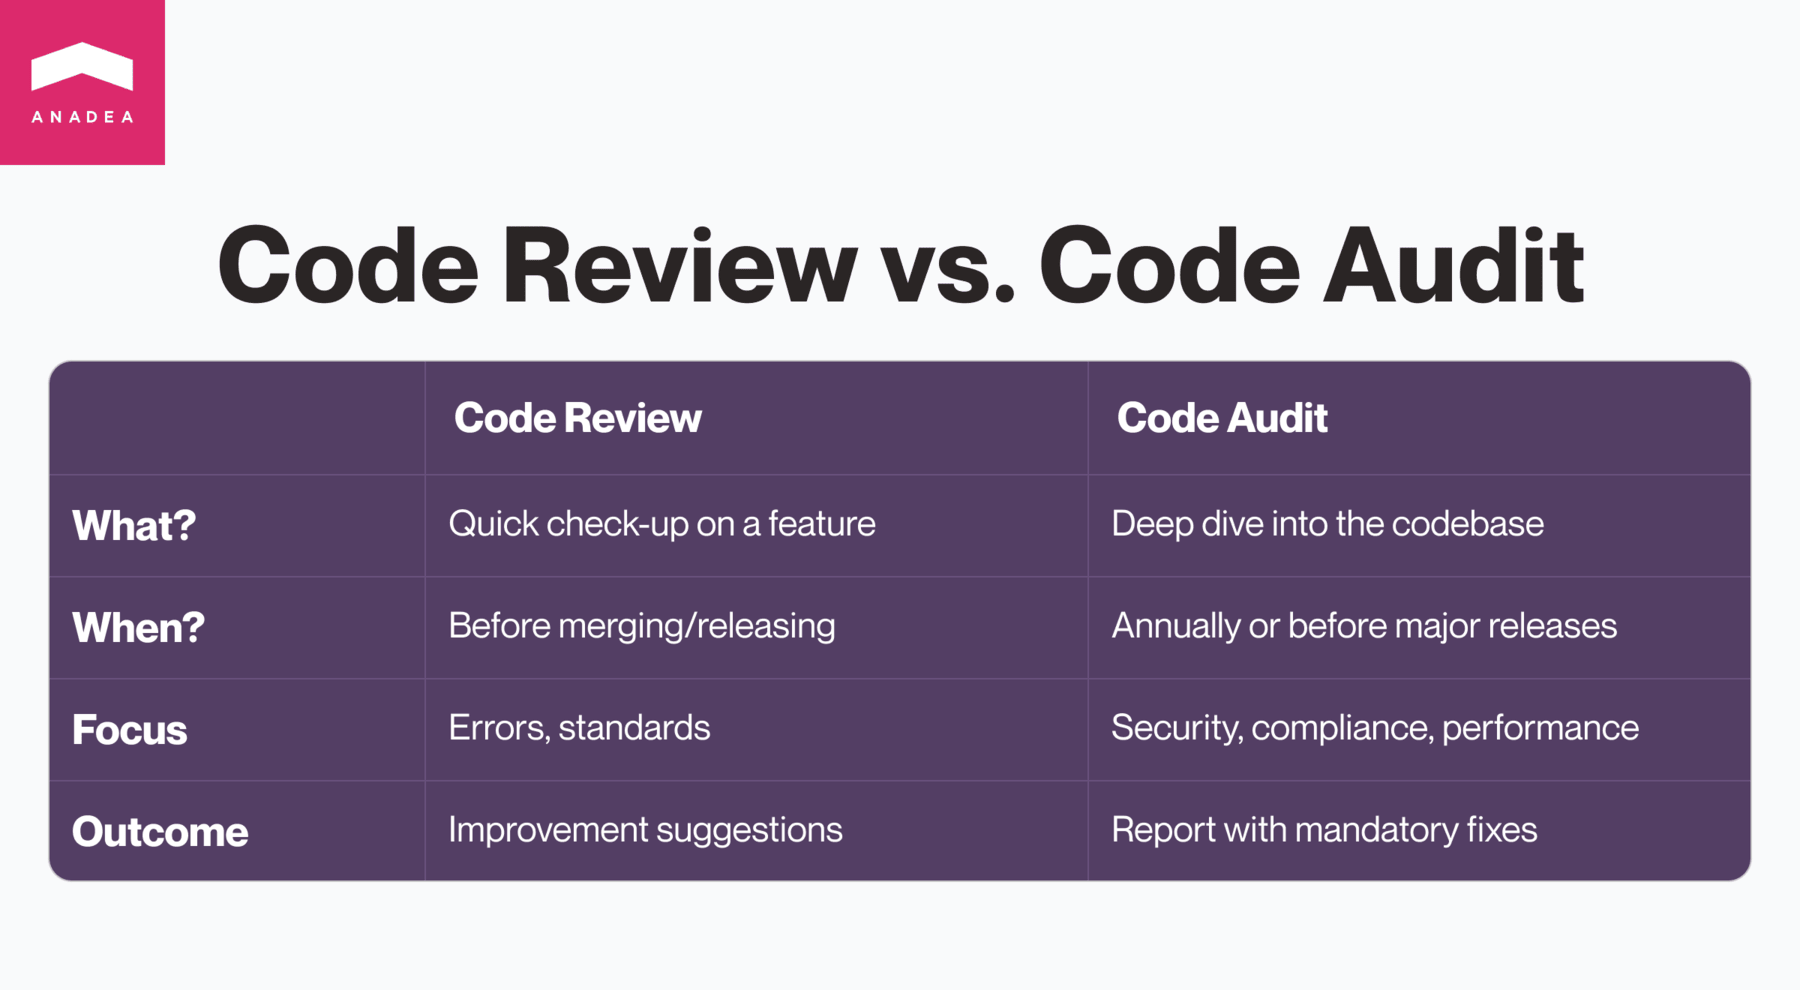 ANADEA
Code Review vs. Code Audit
Code Review Code Audit
What? Quick check-up on a feature Deep dive into the codebase
When? Before merging/releasing Annually or before major releases
Focus Errors, standards Security, compliance, performance
Outcome Improvement suggestions Report with mandatory fixes